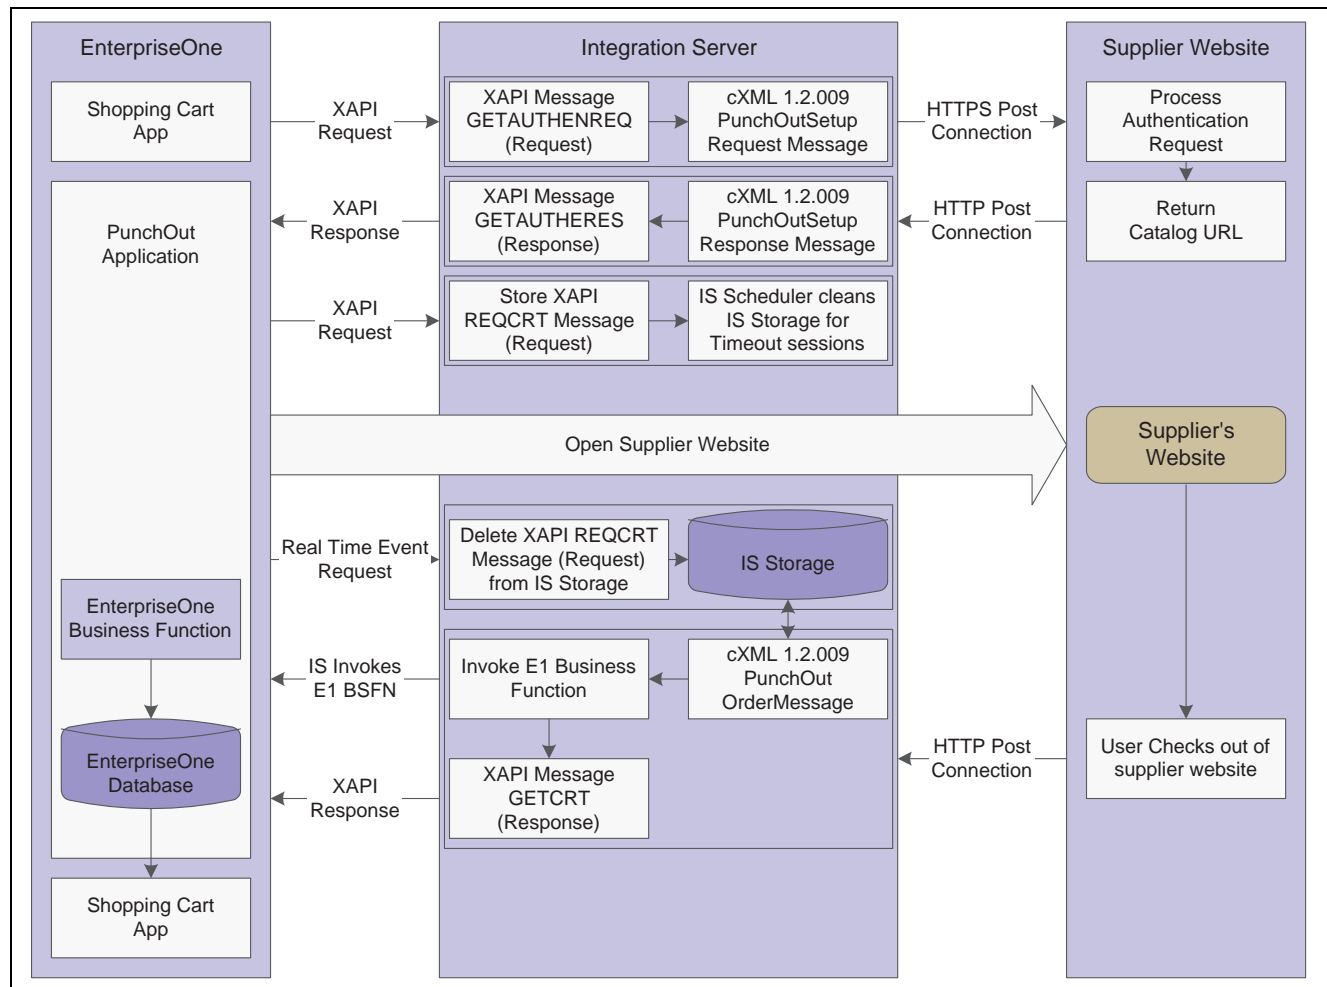 EnterpriseOne
Integration Server
Supplier Website
Shopping Cart
App
XAPI
Request
XAPI Message
GETAUTHENREQ
(Request)
cXML 1.2.009
PunchOutSetup
Request Message
HTTPS Post
Connection
Process
Authentication
Request
PunchOut
Application
XAPI
Response
XAPI Message
GETAUTHERES
(Response)
cXML 1.2.009
PunchOutSetup
Response Message
HTTP Post
Connection
Return
Catalog URL
XAPI
Request
Store XAPI
REQCRT Message
(Request)
IS Scheduler cleans
IS Storage for
Timeout sessions
Open Supplier Website
Supplier's
Website
Real Time Event
Request
Delete XAPI REQCRT
Message (Request)
from IS Storage
IS Storage
EnterpriseOne
Business Function
IS Invokes
E1 BSFN
Invoke E1 Business
Function
cXML 1.2.009
PunchOut
OrderMessage
EnterpriseOne
Database
XAPI
Response
XAPI Message
GETCRT
(Response)
HTTP Post
Connection
User Checks out of
supplier website
Shopping Cart
App